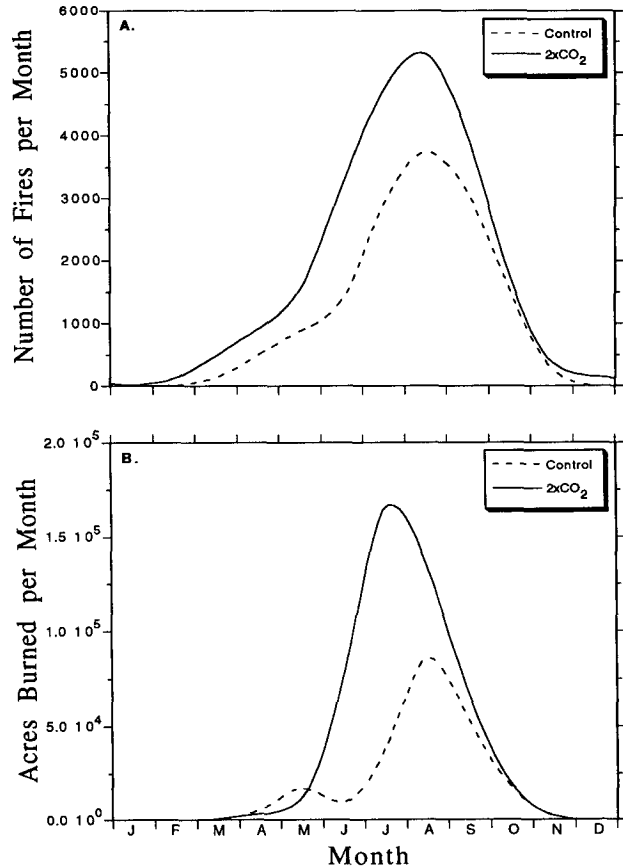 A.
Control
2xCO2
Number of Fires per Month
6000
5000
4000
3000
2000
1000
0
B.
Control
2xCO2
Acres Burned per Month
2.0 10^5
1.5 10^5
1.0 10^5
5.0 10^4
0.0 10^0
J F M A M J J A S O N D
Month